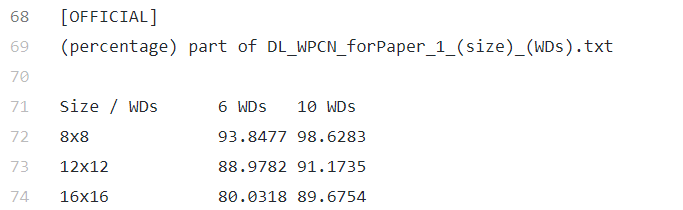 68 [OFFICIAL]
69 (percentage) part of DL_WPCN_forPaper_1_(size)_(WDs).txt
70
71 Size / WDs 6 WDs 10 WDs
72 8x8 93.8477 98.6283
73 12x12 88.9782 91.1735
74 16x16 80.0318 89.6754